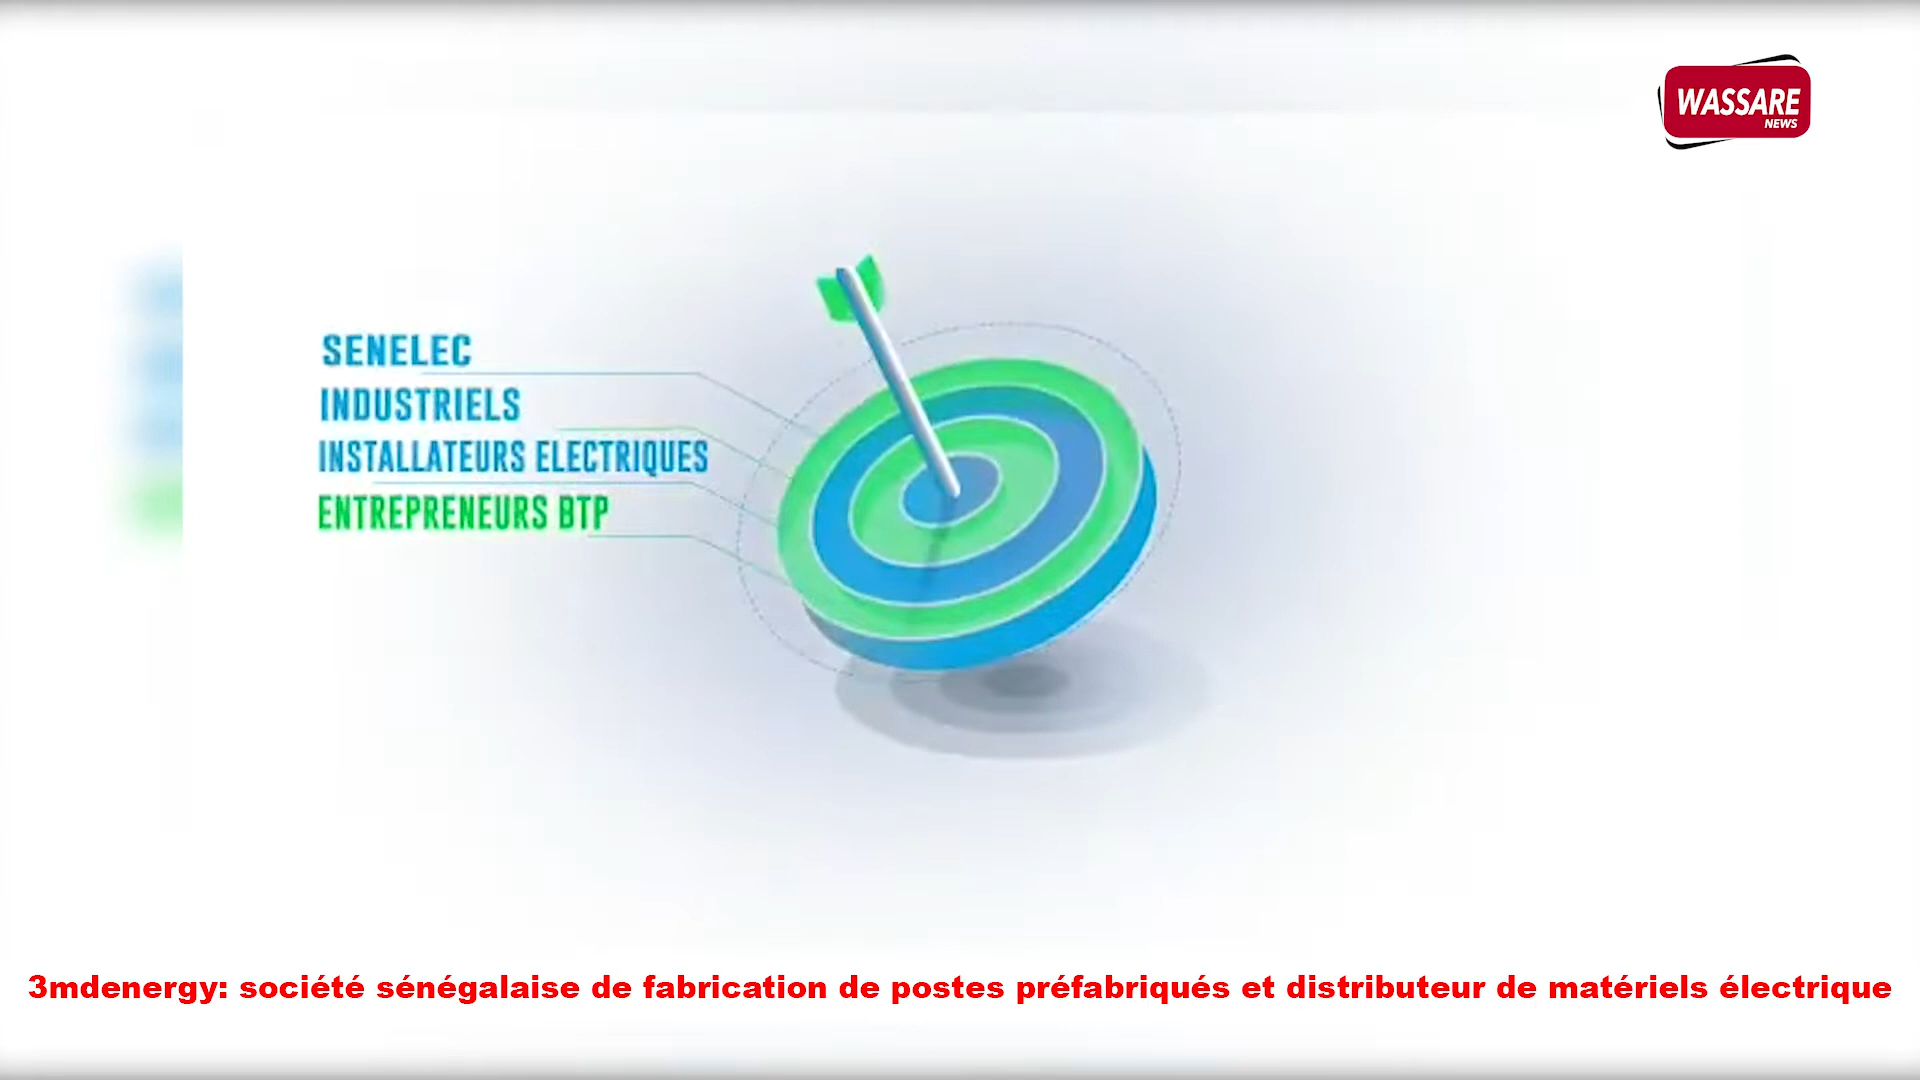 WASSARE
NEWS
SENELEC
INDUSTRIELS
INSTALLATEURS ELECTRIQUES
ENTREPRENEURS BTP
3mdenergy: société sénégalaise de fabrication de postes préfabriqués et distributeur de matériels électrique